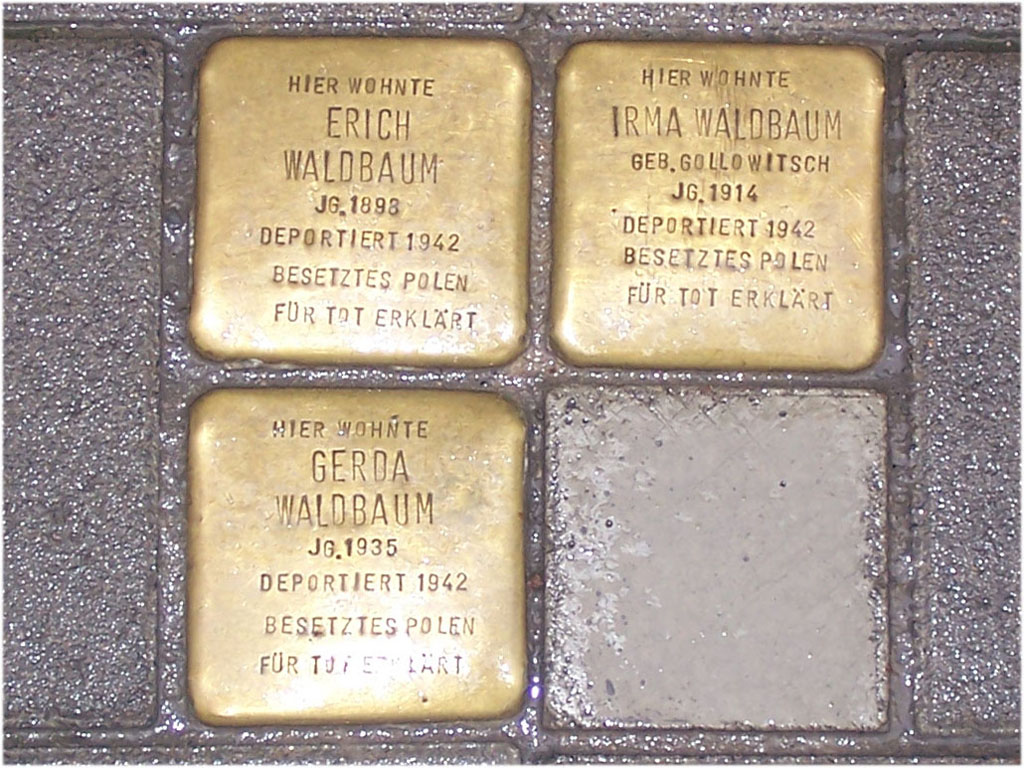 HIER WOHNTE
ERICH
WALDBAUM
JG. 1898
DEPORTIERT 1942
BESETZTES POLEN
FÜR TOT ERKLÄRT
HIER WOHNTE
IRMA WALDBAUM
GEB. GOLLOWITSCH
JG. 1914
DEPORTIERT 1942
BESETZTES POLEN
FÜR TOT ERKLÄRT
HIER WOHNTE
GERDA
WALDBAUM
JG. 1935
DEPORTIERT 1942
BESETZTES POLEN
FÜR TOT ERKLÄRT